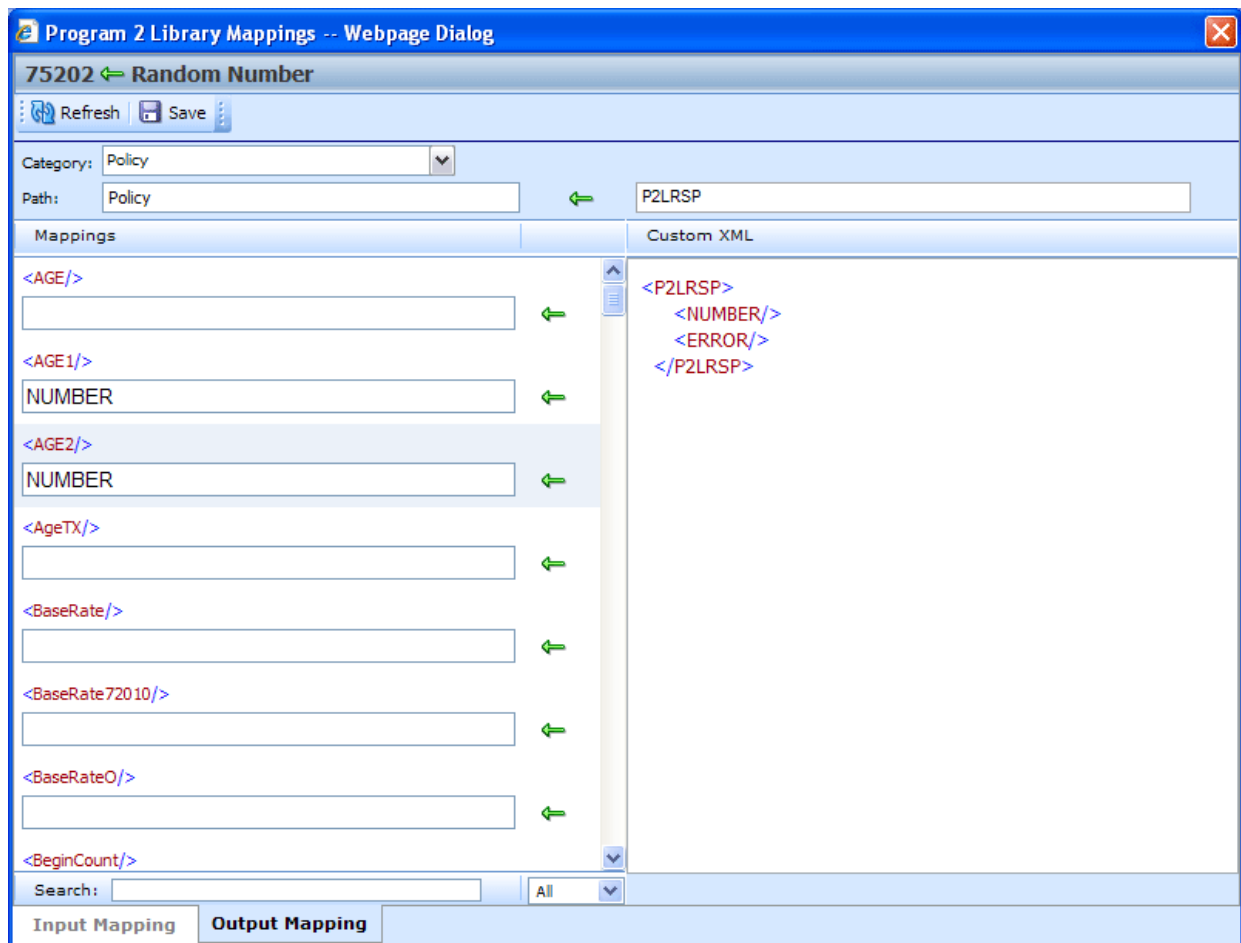 Program 2 Library Mappings -- Webpage Dialog
75202 Random Number
Refresh Save
Category: Policy
Path: Policy P2LRSP
Mappings Custom XML
<AGE/>
<AGE1/>
NUMBER
<AGE2/>
NUMBER
<AgeTX/>
<BaseRate/>
<BaseRate72010/>
<BaseRateO/>
<BeginCount/>
<P2LRSP>
<NUMBER/>
<ERROR/>
</P2LRSP>
Search: All
Input Mapping Output Mapping